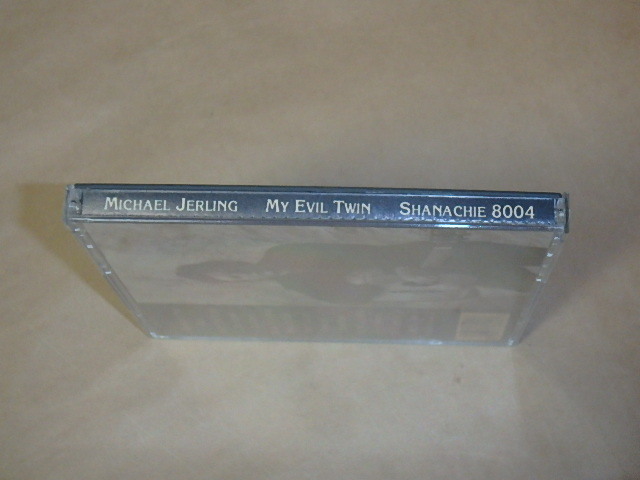 MICHAEL JERLING MY EVIL TWIN SHANACHIE 8004